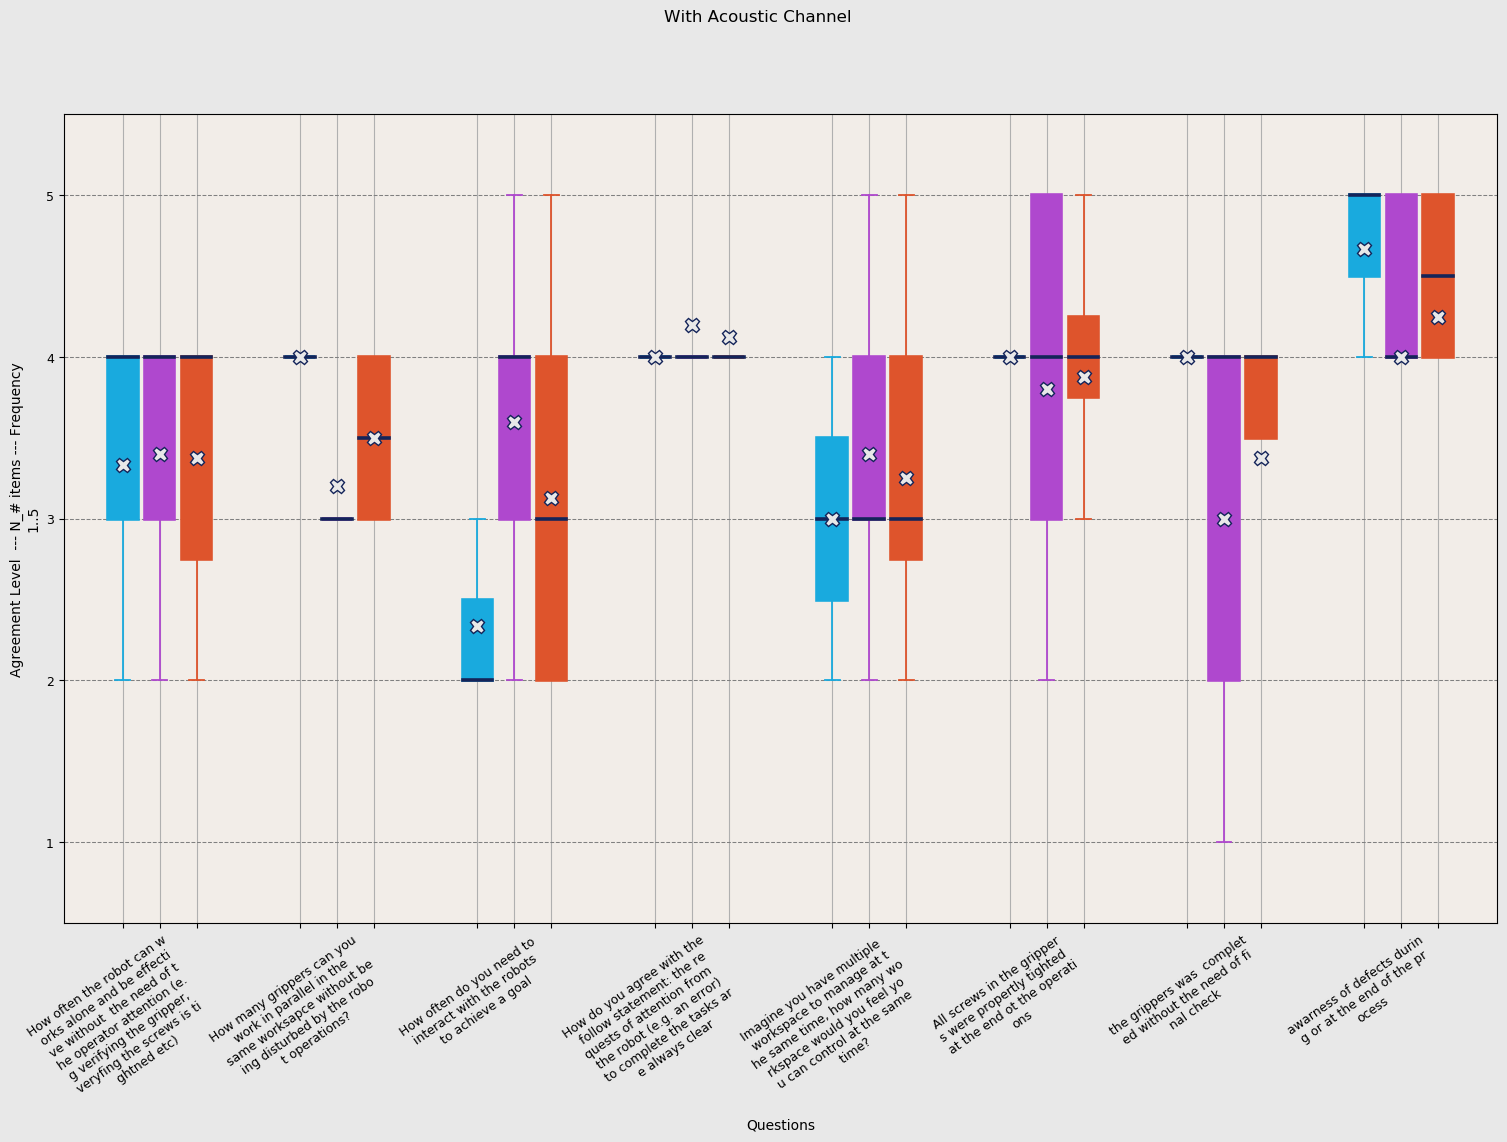 With Acoustic Channel
Agreement Level  --- N_# items --- Frequency
1..5
5
4
3
2
1
How often the robot can w
orks alone and be effecti
ve without  the need of t
he operator attention (e.
g verifying the gripper,
veryfing the screws is ti
ghtned etc)
How many grippers can you
work in parallel in the
same worksapce without be
ing disturbed by the robo
t operations?
How often do you need to
interact with the robots
to achieve a goal
How do you agree with the
follow statement: the re
quests of attantion from
the robot (e.g. an error)
to complete the tasks ar
e always clear
Imagine you have multiple
workspace to manage at t
he same time, how many wo
rkspace would you feel yo
u can control at the same
time?
All screws in the gripper
s were propertly tighted
at the end ot the operati
ons
the grippers was  complet
ed without the need of fi
nal check
awarness of defects durin
g or at the end of the pr
ocess
Questions